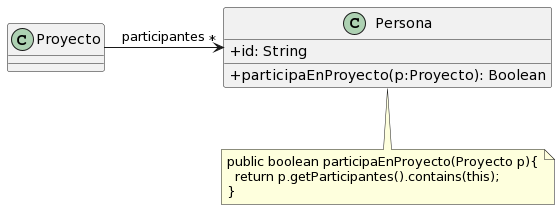 C Proyecto
participantes *
C Persona
+id: String
+participaEnProyecto(p:Proyecto): Boolean
public boolean participaEnProyecto(Proyecto p){
return p.getParticipantes().contains(this);
}